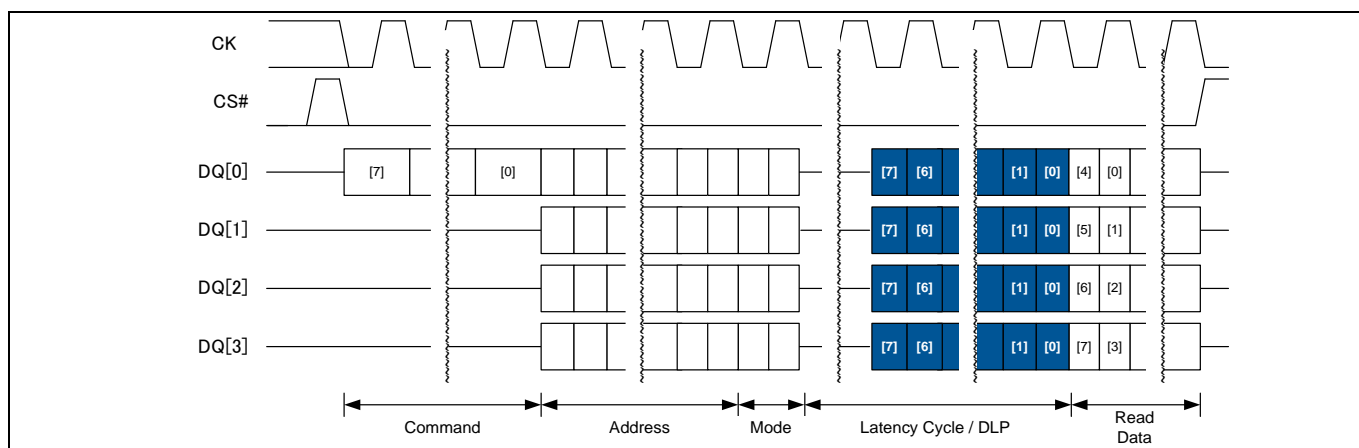 CK
CS#
DQ[0] [7] [0] [7] [6] [1] [0] [4] [0]
DQ[1] [7] [6] [1] [0] [5] [1]
DQ[2] [7] [6] [1] [0] [6] [2]
DQ[3] [7] [6] [1] [0] [7] [3]
Command Address Mode Latency Cycle / DLP Read
Data